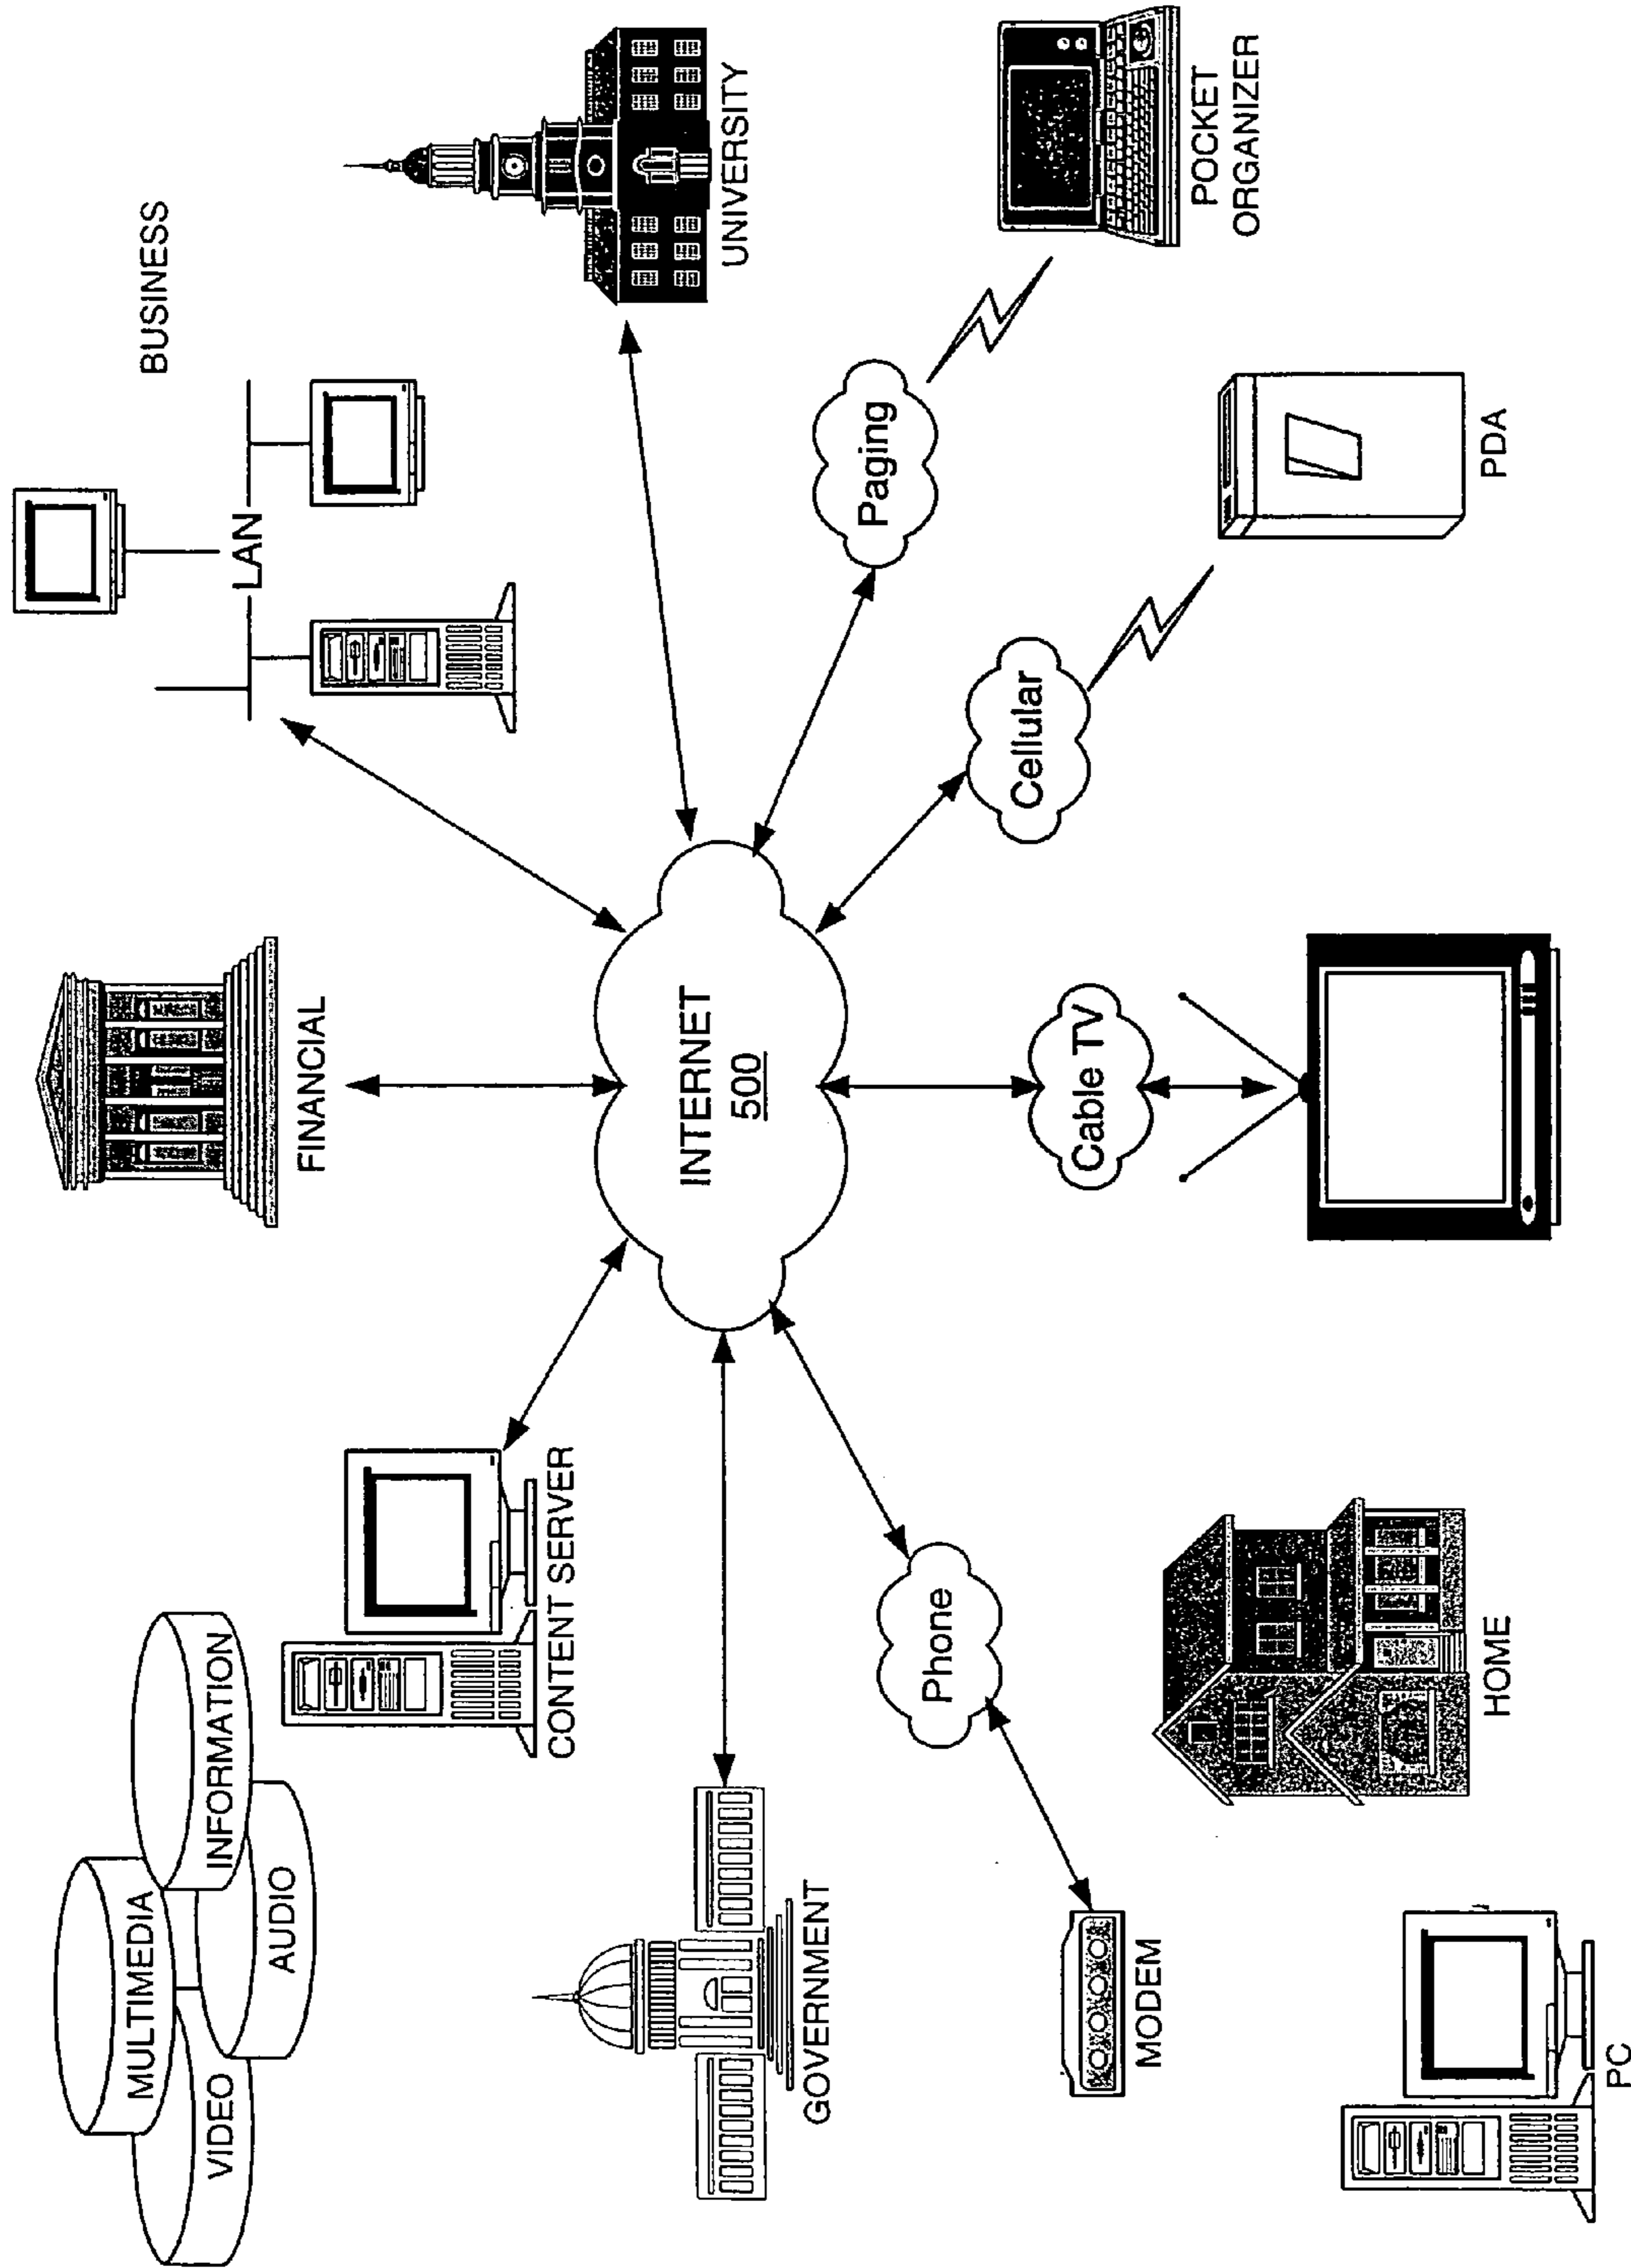 MULTIMEDIA
VIDEO
INFORMATION
AUDIO
CONTENT SERVER
FINANCIAL
BUSINESS
LAN
GOVERNMENT
INTERNET
500
UNIVERSITY
Phone
Cable TV
Cellular
Paging
MODEM
POCKET
ORGANIZER
HOME
PDA
PC